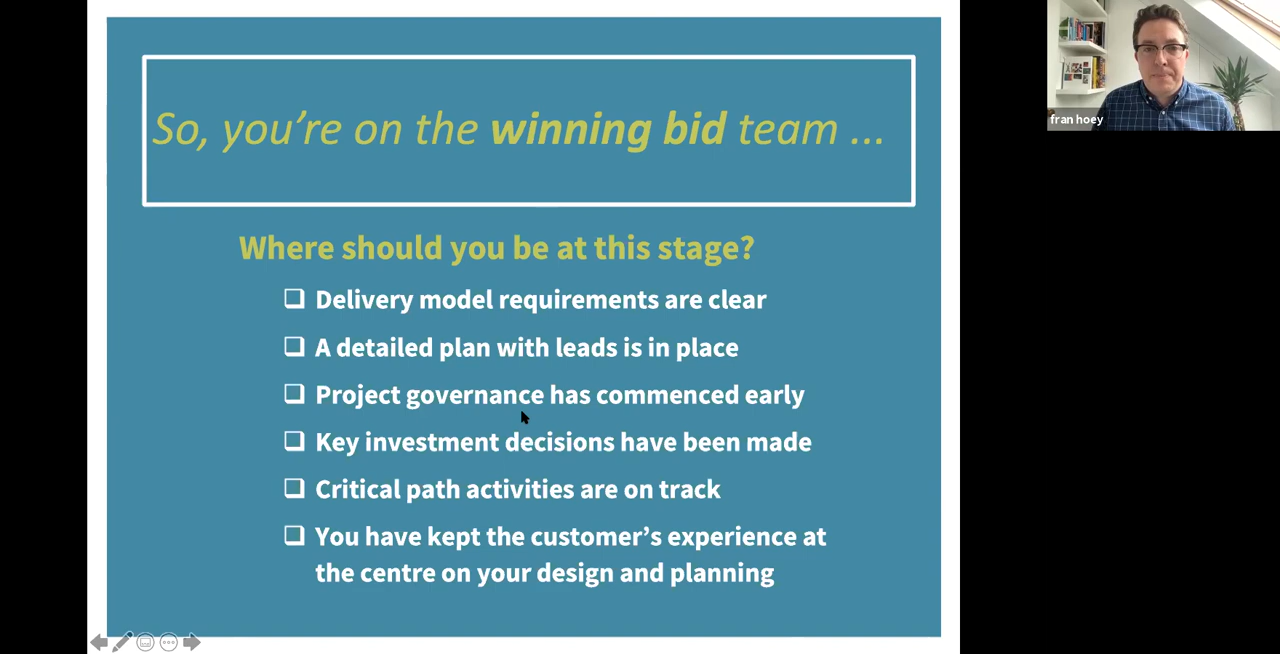 So, you’re on the winning bid team ...
Where should you be at this stage?
❑ Delivery model requirements are clear
❑ A detailed plan with leads is in place
❑ Project governance has commenced early
❑ Key investment decisions have been made
❑ Critical path activities are on track
❑ You have kept the customer’s experience at
the centre on your design and planning
fran hoey